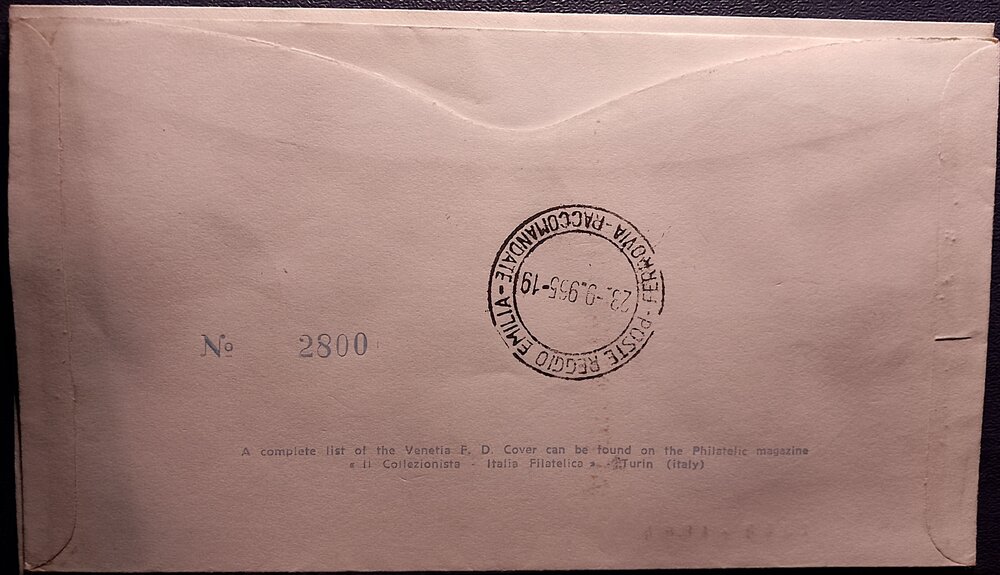 POSTE REGGIO EMILIA - RACCOMANDATE - FERROVIA -
23.-9.965-19
Nº 2800
A complete list of the Venetia F. D. Cover can be found on the Philatelic magazine
« Il Collezionista - Italia Filatelica » - Turin (italy)